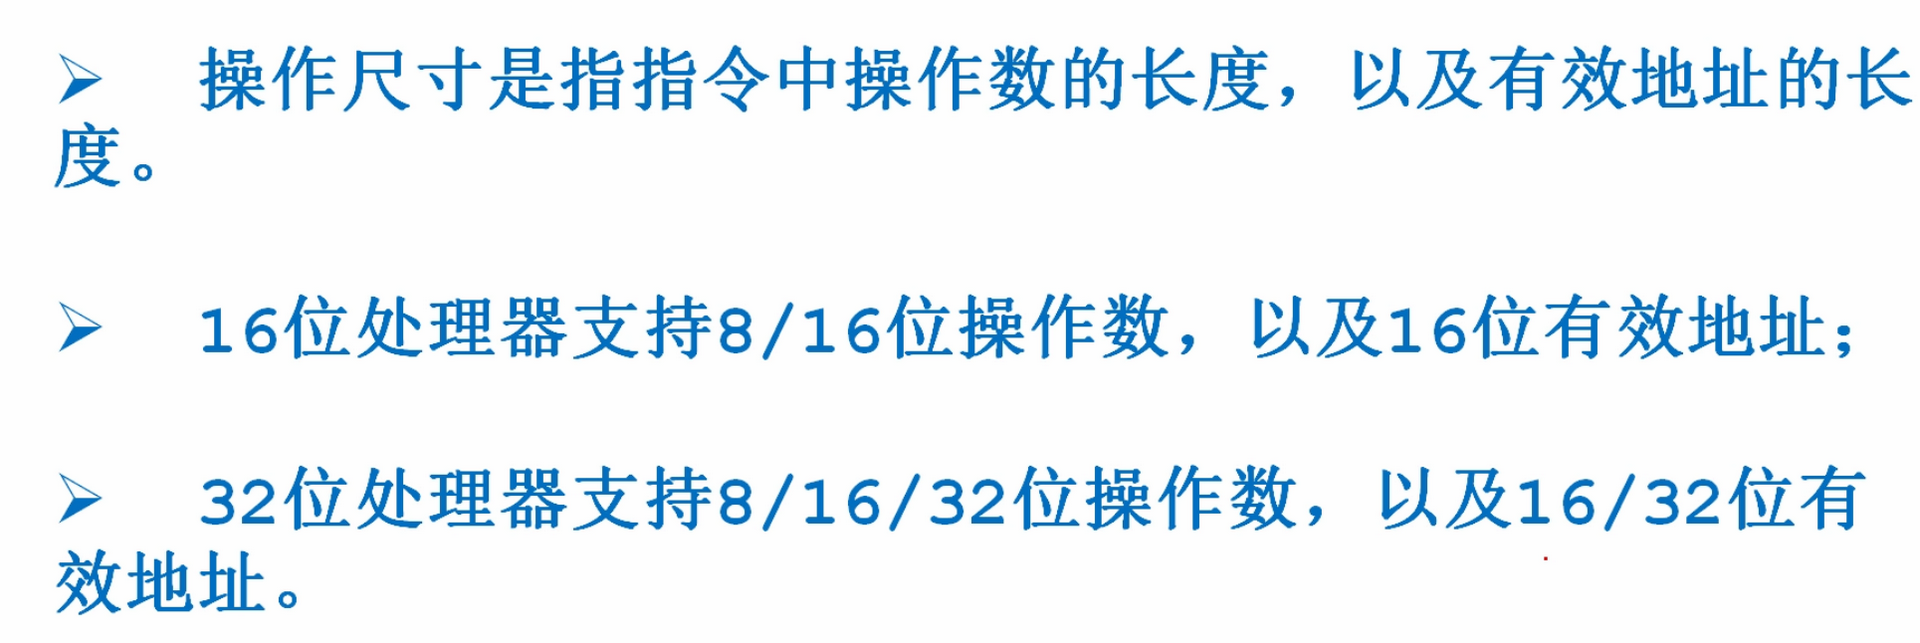 ➢ 操作尺寸是指指令中操作数的长度，以及有效地址的长
度。
➢ 16位处理器支持8/16位操作数，以及16位有效地址；
➢ 32位处理器支持8/16/32位操作数，以及16/32位有
效地址。